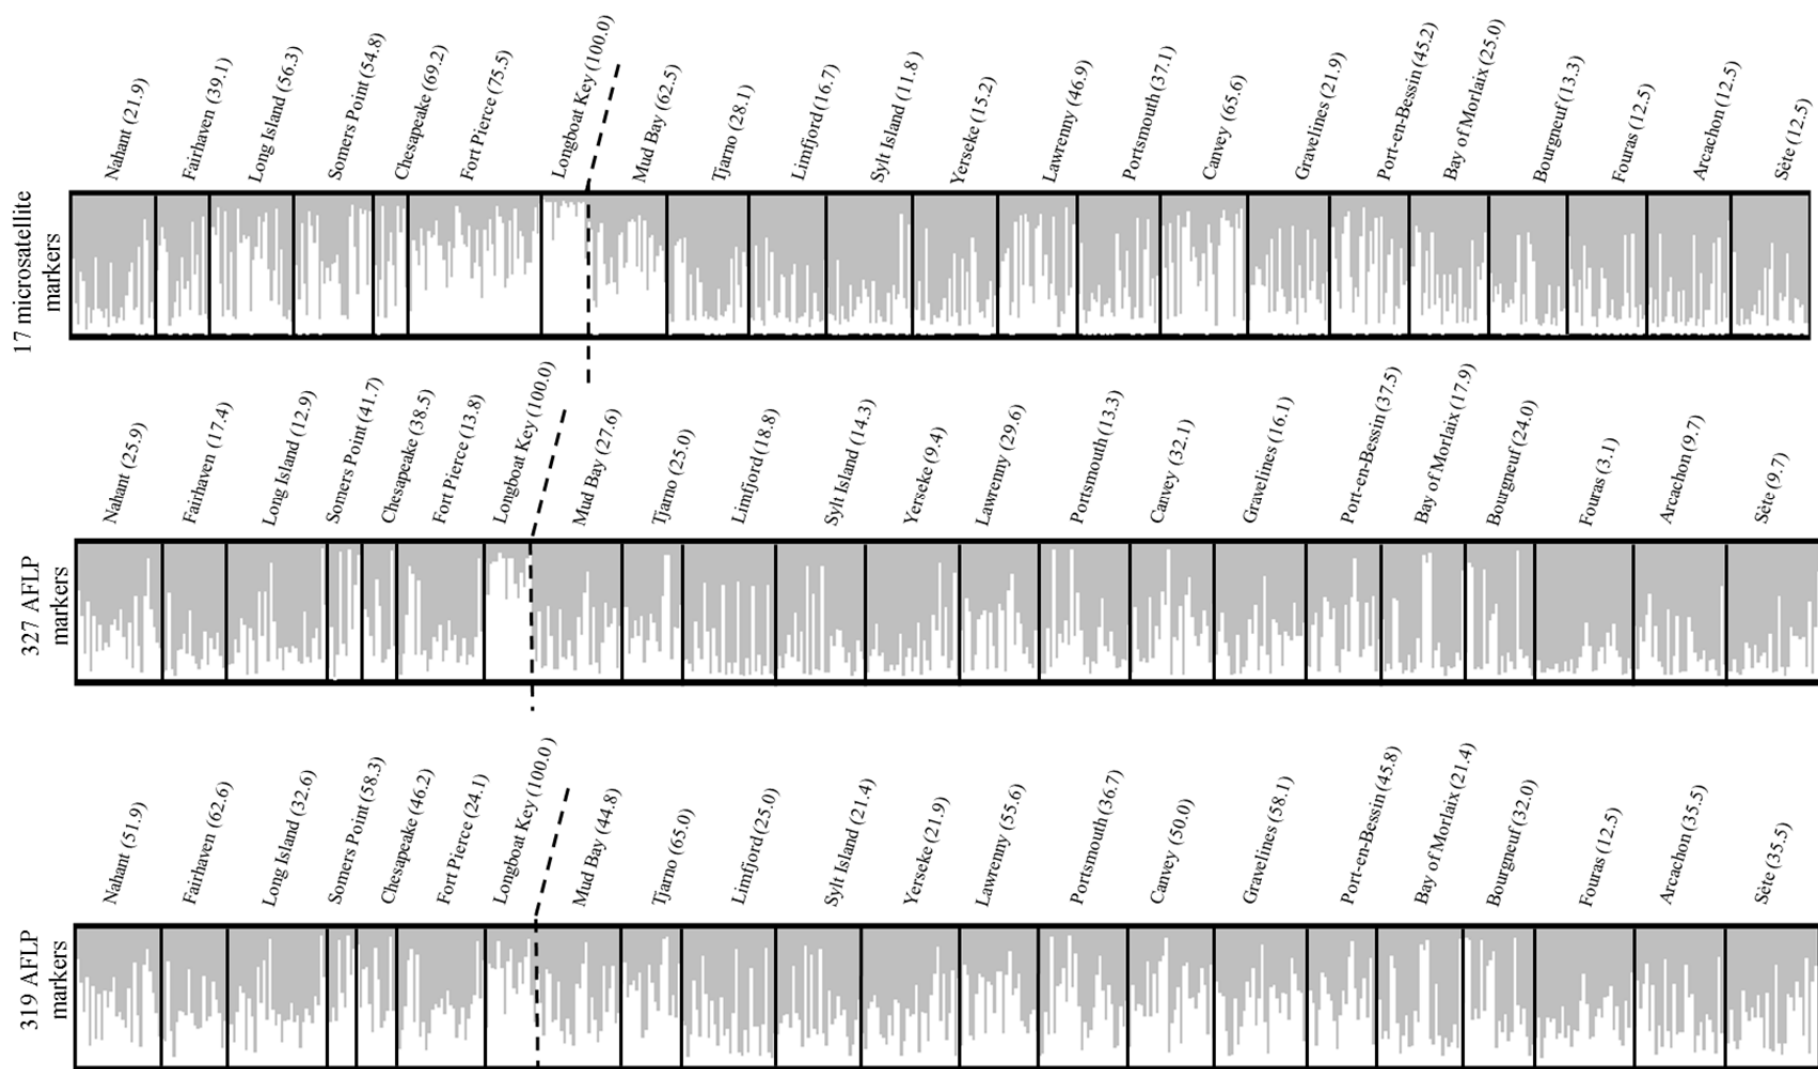 Nahant (21.9)
Fairhaven (39.1)
Long Island (56.3)
Somers Point (54.8)
Chesapeake (69.2)
Fort Pierce (75.5)
Longboat Key (100.0)
Mud Bay (62.5)
Tjarno (28.1)
Limfjord (16.7)
Sylt Island (11.8 )
Yerseke (15.2)
Lawrenny (46.9)
Portsmouth (37.1)
Canvey (65.6)
Gravelines (21.9)
Port-en-Bessin (45.2)
Bay of Morlaix (25.0)
Bourgneuf (13.3)
Fouras (12.5)
Arcachon (12.5)
Sète (12.5)
17 microsatellite
markers
Nahant (25.9)
Fairhaven (17.4)
Long Island (12.9)
Somers Point (41.7)
Chesapeake (38.5)
Fort Pierce (13.8)
Longboat Key (100.0)
Mud Bay (27.6)
Tjarno (25.0)
Limfjord (18.8)
Sylt Island (14.3)
Yerseke (9.4)
Lawrenny (29.6)
Portsmouth (13.3)
Canvey (32.1)
Gravelines (16.1)
Port-en-Bessin (37.5)
Bay of Morlaix (17.9)
Bourgneuf (24.0)
Fouras (3.1)
Arcachon (9.7)
Sète (9.7)
327 AFLP
markers
Nahant (51.9)
Fairhaven (62.6)
Long Island (32.6)
Somers Point (58.3)
Chesapeake (46.2)
Fort Pierce (24.1)
Longboat Key (100.0 )
Mud Bay (44.8)
Tjarno (65.0)
Limfjord (25.0)
Sylt Island (21.4)
Yerseke (21.9)
Lawrenny (55.6)
Portsmouth (36.7)
Canvey (50.0)
Gravelines (58.1)
Port-en-Bessin (45.8)
Bay of Morlaix (21.4)
Bourgneuf (32.0)
Fouras (12.5)
Arcachon (35.5)
Sète (35.5)
319 AFLP
markers